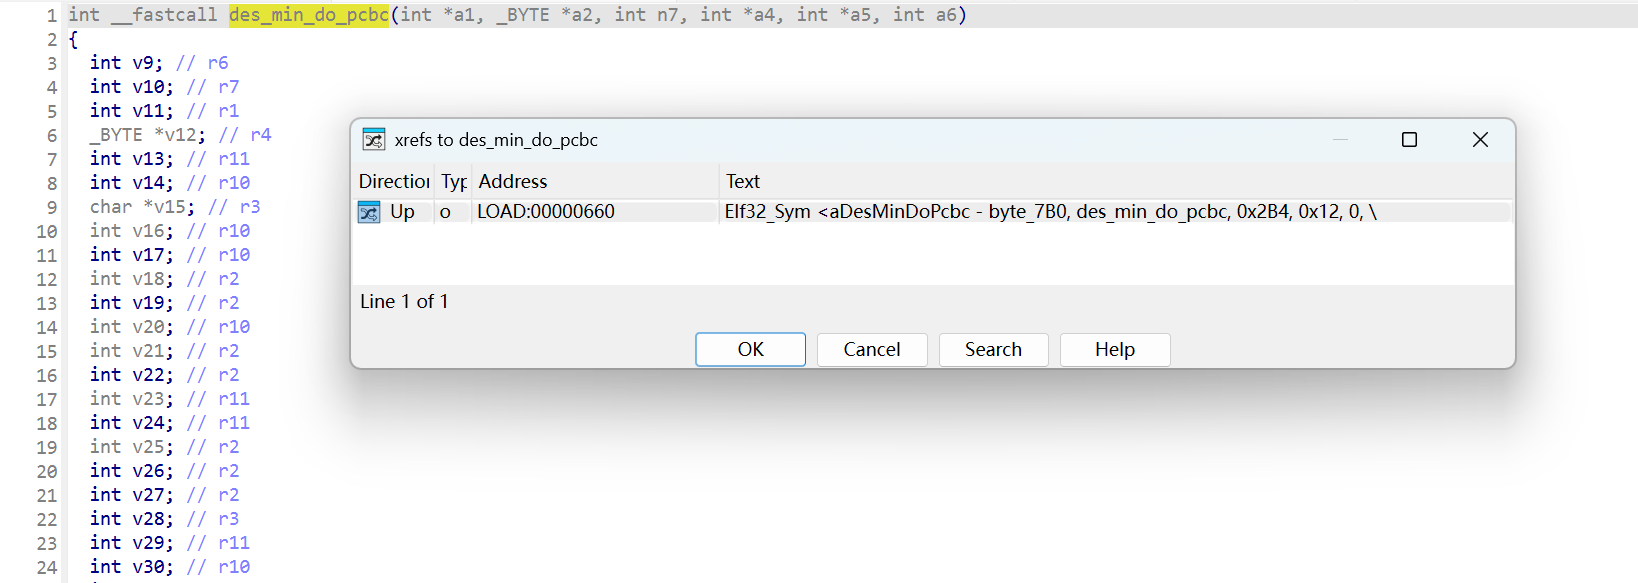 1 int __fastcall des_min_do_pcbc(int *a1, _BYTE *a2, int n7, int *a4, int *a5, int a6)
2 {
3 int v9; // r6
4 int v10; // r7
5 int v11; // r1
6 _BYTE *v12; // r4
7 int v13; // r11
8 int v14; // r10
9 char *v15; // r3
10 int v16; // r10
11 int v17; // r10
12 int v18; // r2
13 int v19; // r2
14 int v20; // r10
15 int v21; // r2
16 int v22; // r2
17 int v23; // r11
18 int v24; // r11
19 int v25; // r2
20 int v26; // r2
21 int v27; // r2
22 int v28; // r3
23 int v29; // r11
24 int v30; // r10
xrefs to des_min_do_pcbc
Direction Typ Address Text
Up o LOAD:00000660 Elf32_Sym <aDesMinDoPcbc - byte_7B0, des_min_do_pcbc, 0x2B4, 0x12, 0, \
Line 1 of 1
OK Cancel Search Help